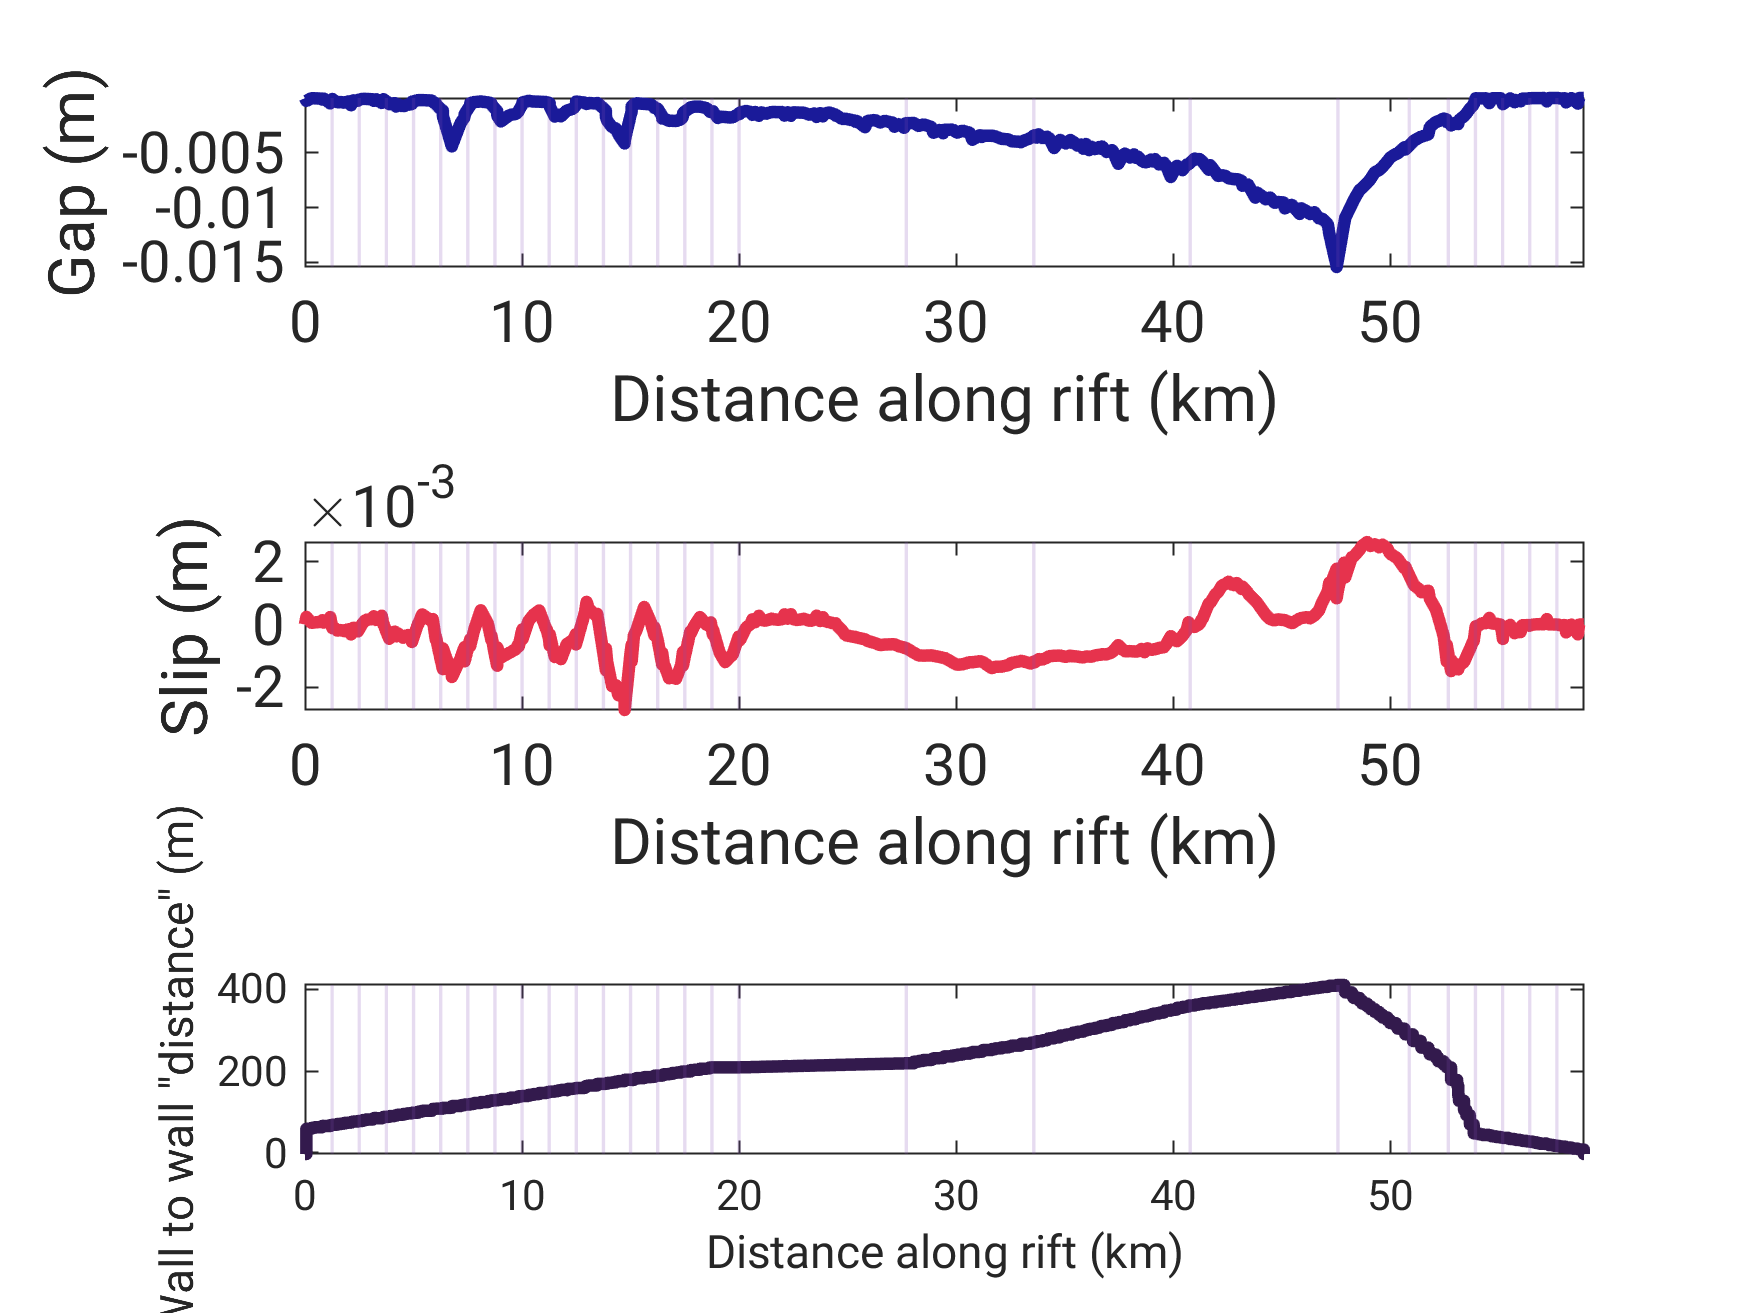 Gap (m)
-0.005
-0.01
-0.015
0 10 20 30 40 50
Distance along rift (km)
×10-3
Slip (m)
2
0
-2
0 10 20 30 40 50
Distance along rift (km)
to wall "distance" (m)
400
200
0
0 10 20 30 40 50
Distance along rift (km)